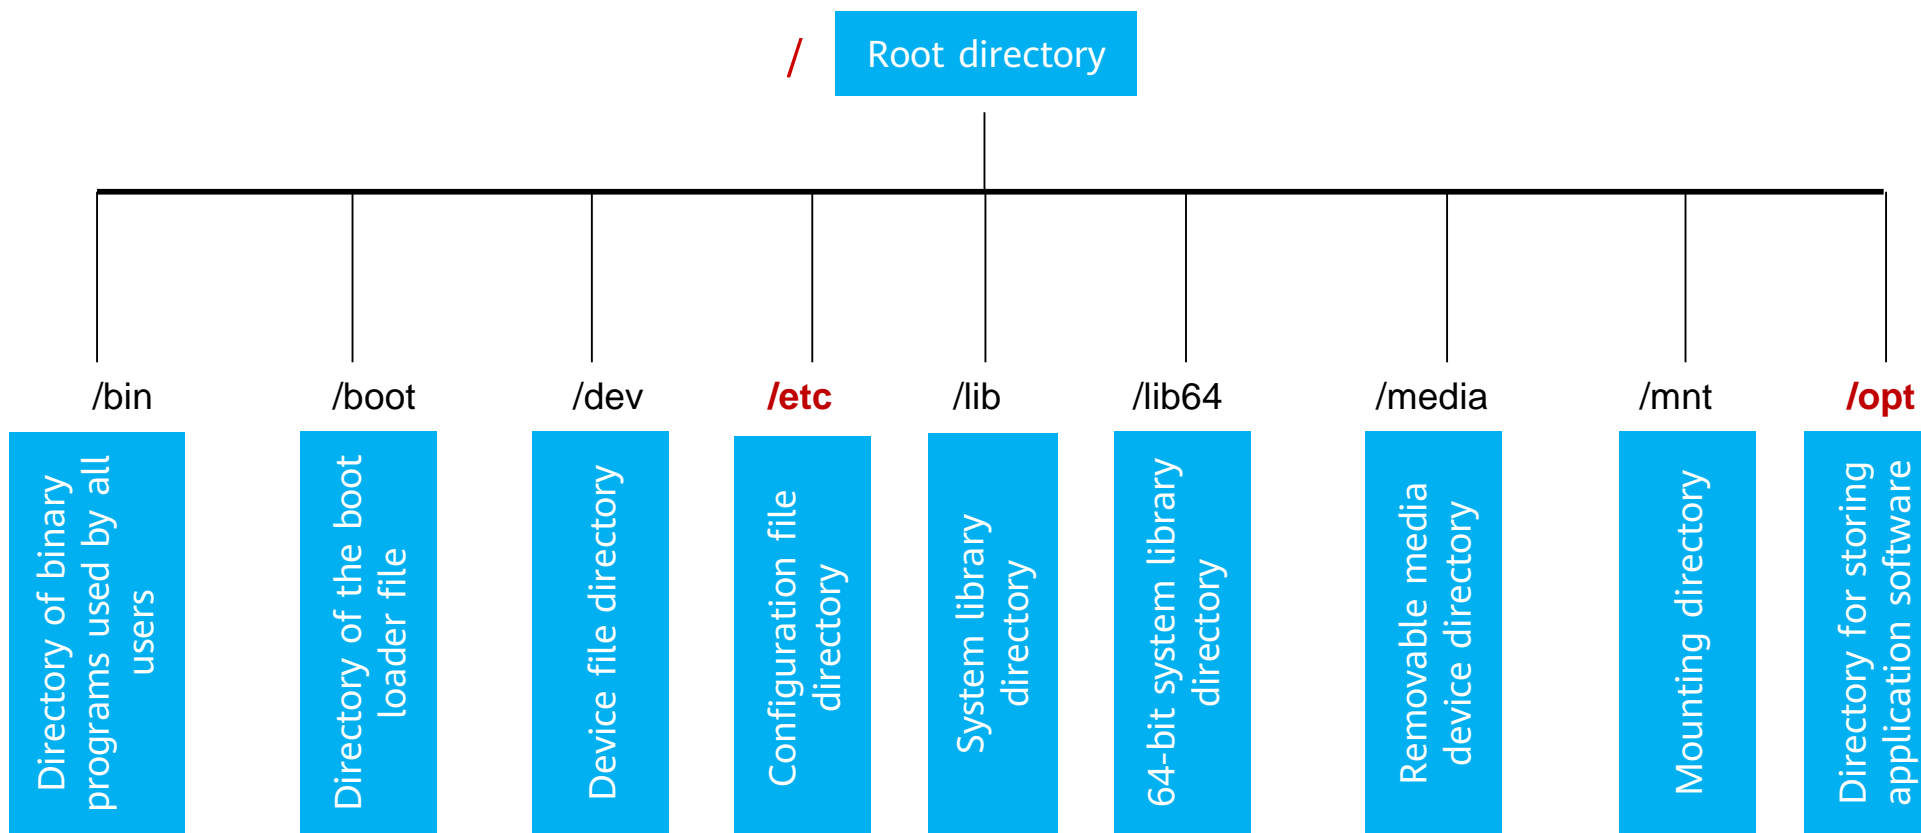 /
Root directory
/bin
/boot
/dev
/etc
/lib
/lib64
/media
/mnt
/opt
Directory of binary
programs used by all
users
Directory of the boot
loader file
Device file directory
Configuration file
directory
System library
directory
64-bit system library
directory
Removable media
device directory
Mounting directory
Directory for storing
application software